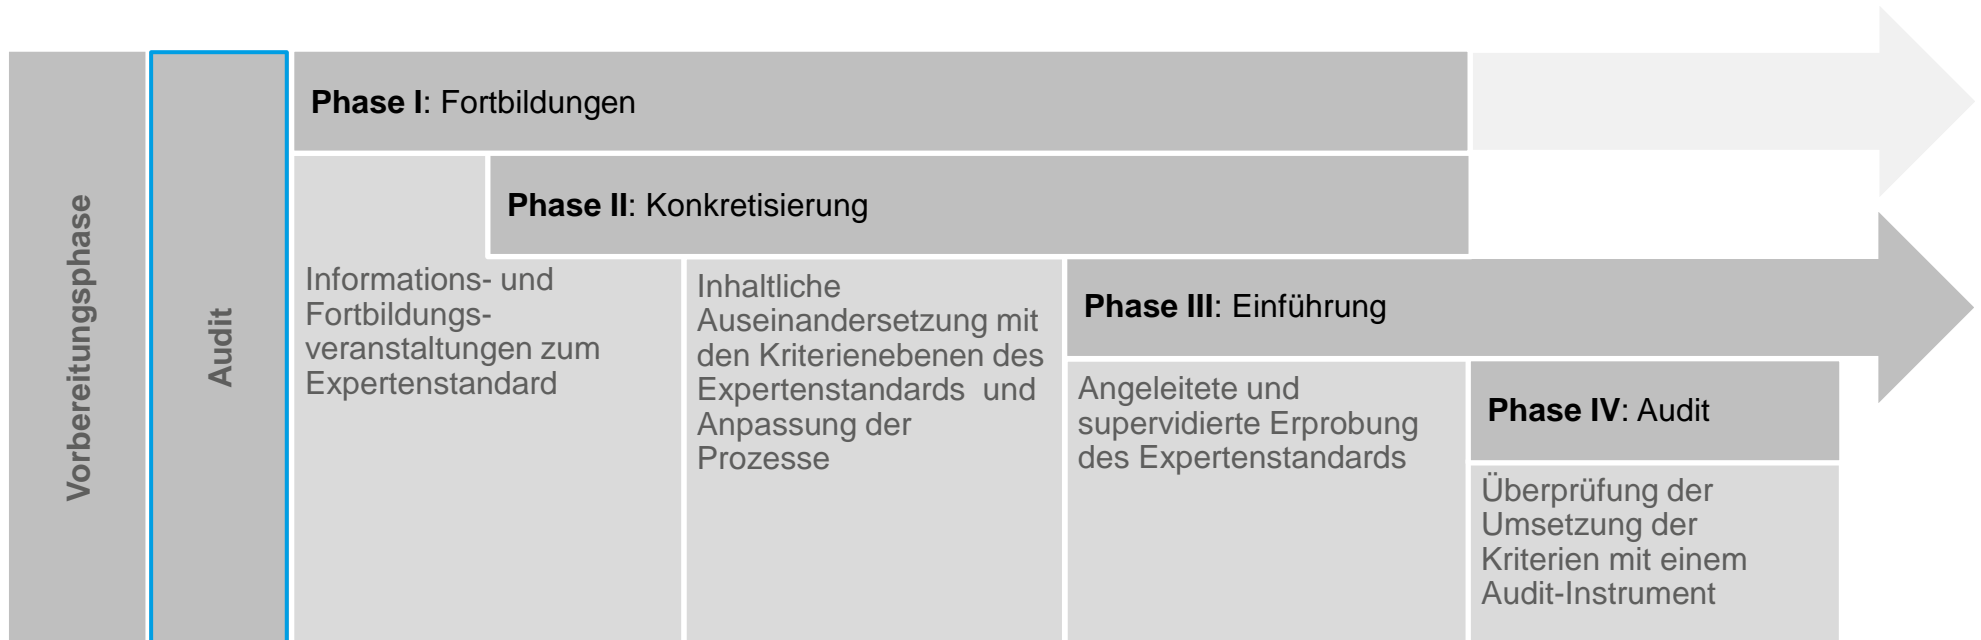 Vorbereitungsphase
Audit
Phase I: Fortbildungen
Phase II: Konkretisierung
Informations- und
Fortbildungs-
veranstaltungen zum
Expertenstandard
Inhaltliche
Auseinandersetzung mit
den Kriterienebenen des
Expertenstandards  und
Anpassung der
Prozesse
Phase III: Einführung
Angeleitete und
supervidierte Erprobung
des Expertenstandards
Phase IV: Audit
Überprüfung der
Umsetzung der
Kriterien mit einem
Audit-Instrument